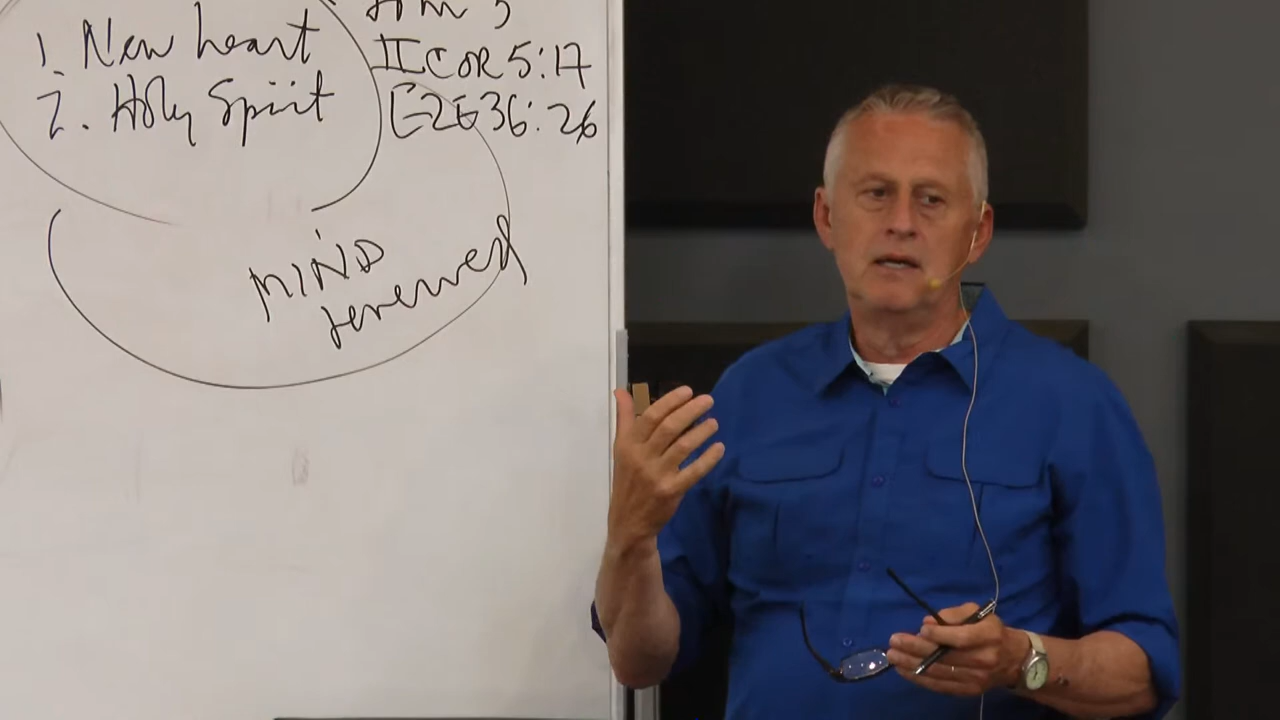 1. New heart
2. Holy Spirit
II COR 5:17
EZE 36:26
MIND
renewed